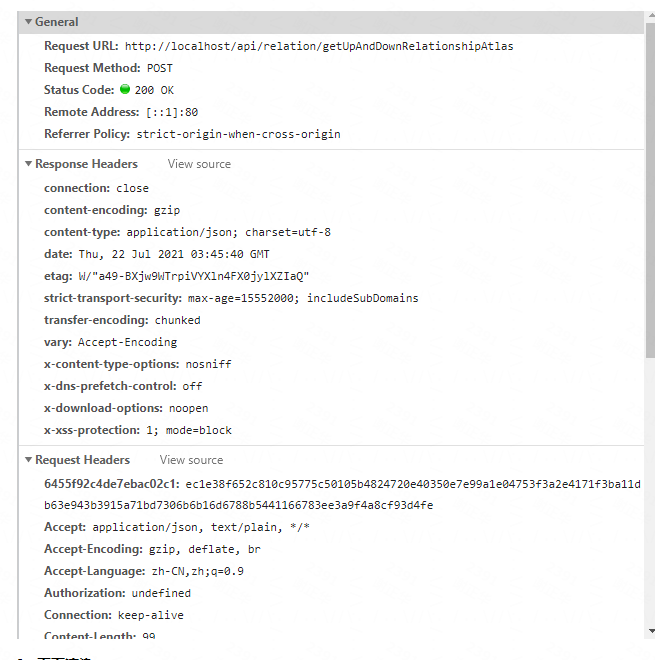 General
Request URL: http://localhost/api/relation/getUpAndDownRelationshipAtlas
Request Method: POST
Status Code: 200 OK
Remote Address: [::1]:80
Referrer Policy: strict-origin-when-cross-origin
Response Headers View source
connection: close
content-encoding: gzip
content-type: application/json; charset=utf-8
date: Thu, 22 Jul 2021 03:45:40 GMT
etag: W/"a49-BXjw9WTrpiVYXln4FX0jylXZIaQ"
strict-transport-security: max-age=15552000; includeSubDomains
transfer-encoding: chunked
vary: Accept-Encoding
x-content-type-options: nosniff
x-dns-prefetch-control: off
x-download-options: noopen
x-xss-protection: 1; mode=block
Request Headers View source
6455f92c4de7ebac02c1: ec1e38f652c810c95775c50105b4824720e40350e7e99a1e04753f3a2e4171f3ba11d
b63e943b3915a71bd7306b6b16d6788b5441166783ee3a9f4a8cf93d4fe
Accept: application/json, text/plain, */*
Accept-Encoding: gzip, deflate, br
Accept-Language: zh-CN,zh;q=0.9
Authorization: undefined
Connection: keep-alive
Content-Length: 99